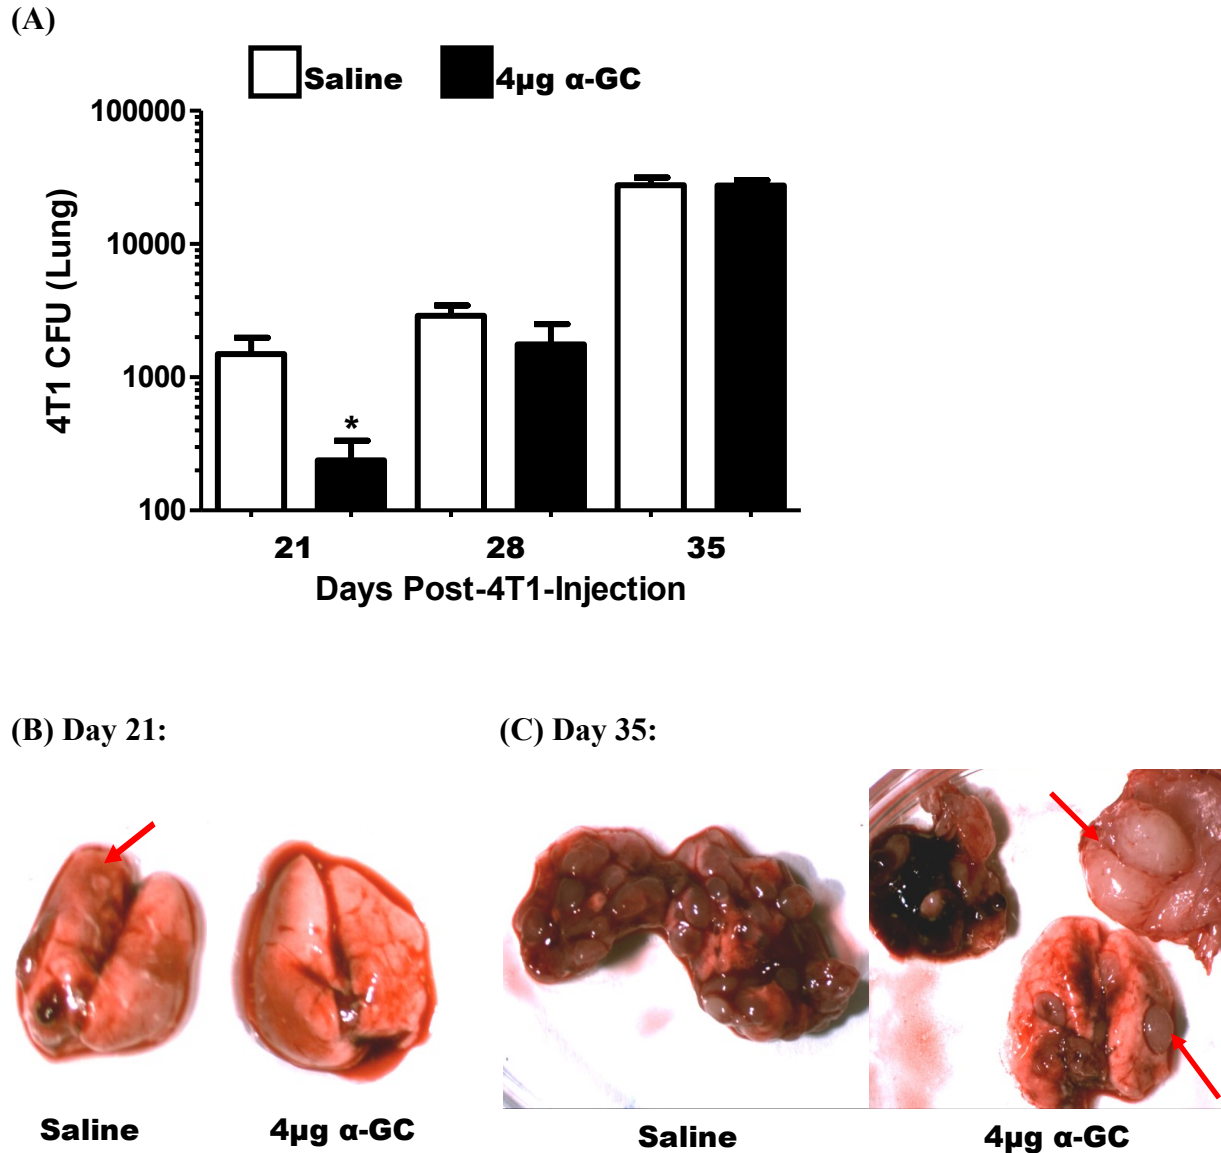 (A)
Saline 4µg α-GC
100000
10000
1000
100
4T1 CFU (Lung)
*
21 28 35
Days Post-4T1-Injection
(B) Day 21: (C) Day 35:
Saline 4µg α-GC Saline 4µg α-GC